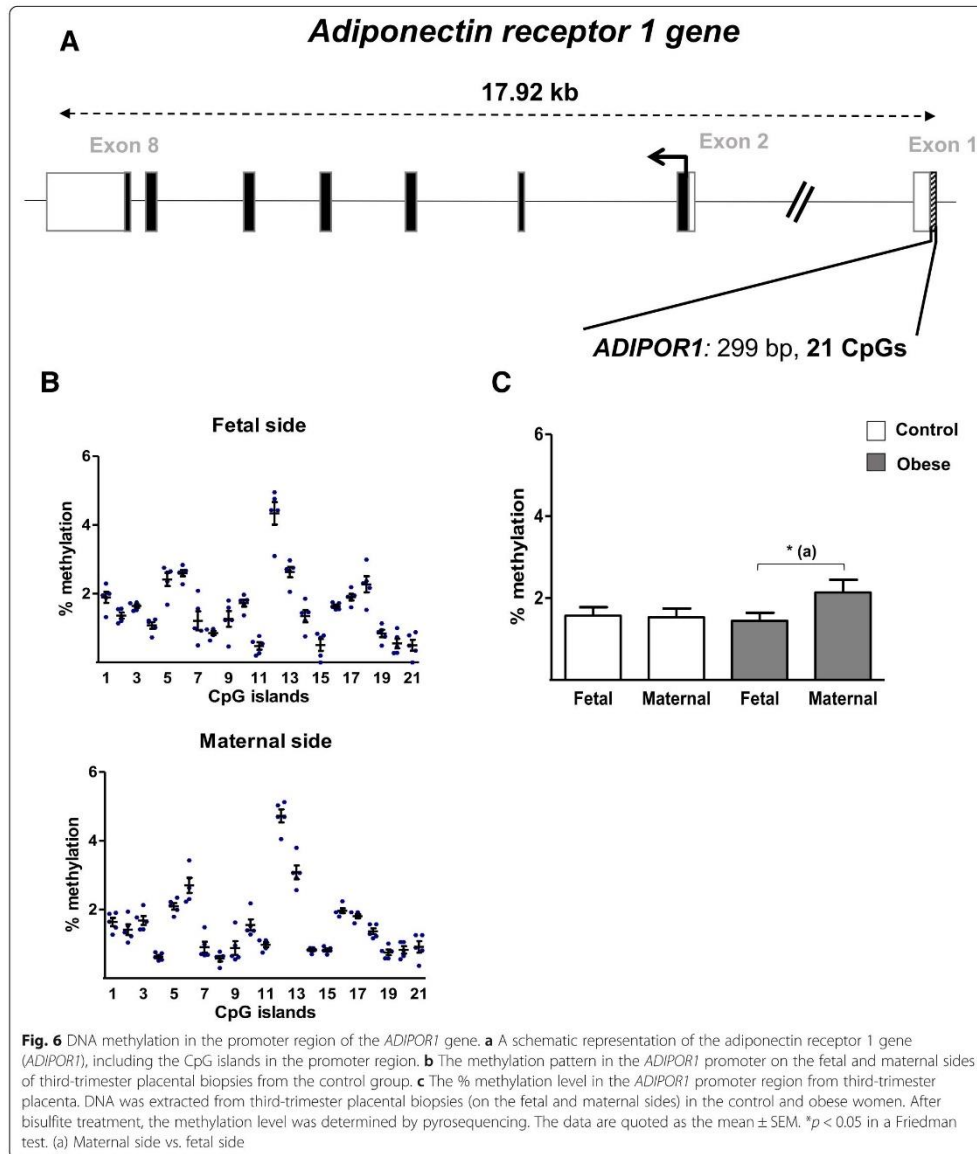 A
Adiponectin receptor 1 gene
17.92 kb
Exon 8
Exon 2
Exon 1
ADIPOR1: 299 bp, 21 CpGs
B
Fetal side
6
4
2
% methylation
1 3 5 7 9 11 13 15 17 19 21
CpG islands
Maternal side
6
4
2
% methylation
1 3 5 7 9 11 13 15 17 19 21
CpG islands
C
Control
Obese
6
4
2
% methylation
* (a)
Fetal Maternal Fetal Maternal
Fig. 6 DNA methylation in the promoter region of the ADIPOR1 gene. a A schematic representation of the adiponectin receptor 1 gene
(ADIPOR1), including the CpG islands in the promoter region. b The methylation pattern in the ADIPOR1 promoter on the fetal and maternal sides
of third-trimester placental biopsies from the control group. c The % methylation level in the ADIPOR1 promoter region from third-trimester
placenta. DNA was extracted from third-trimester placental biopsies (on the fetal and maternal sides) in the control and obese women. After
bisulfite treatment, the methylation level was determined by pyrosequencing. The data are quoted as the mean ± SEM. *p < 0.05 in a Friedman
test. (a) Maternal side vs. fetal side